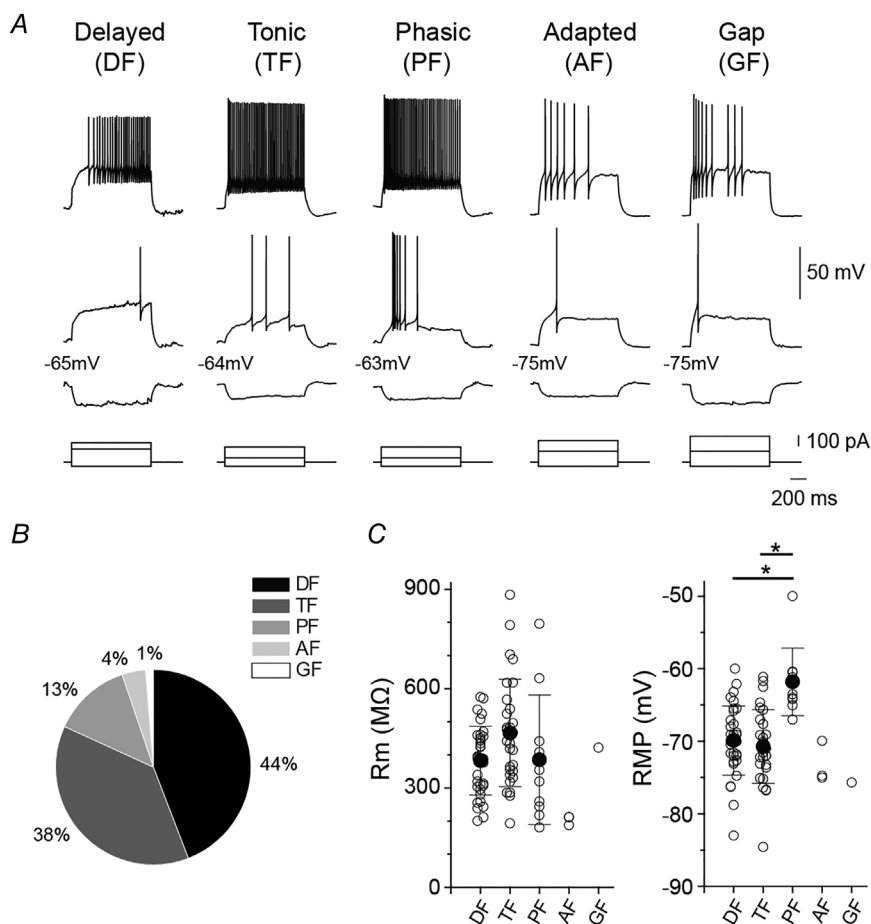 A
Delayed (DF)
Tonic (TF)
Phasic (PF)
Adapted (AF)
Gap (GF)
50 mV
-65mV
-64mV
-63mV
-75mV
-75mV
100 pA
200 ms
B
DF
TF
PF
AF
GF
44%
38%
13%
4%
1%
C
Rm (MΩ)
900
600
300
0
DF
TF
PF
AF
GF
*
*
RMP (mV)
-50
-60
-70
-80
-90
DF
TF
PF
AF
GF